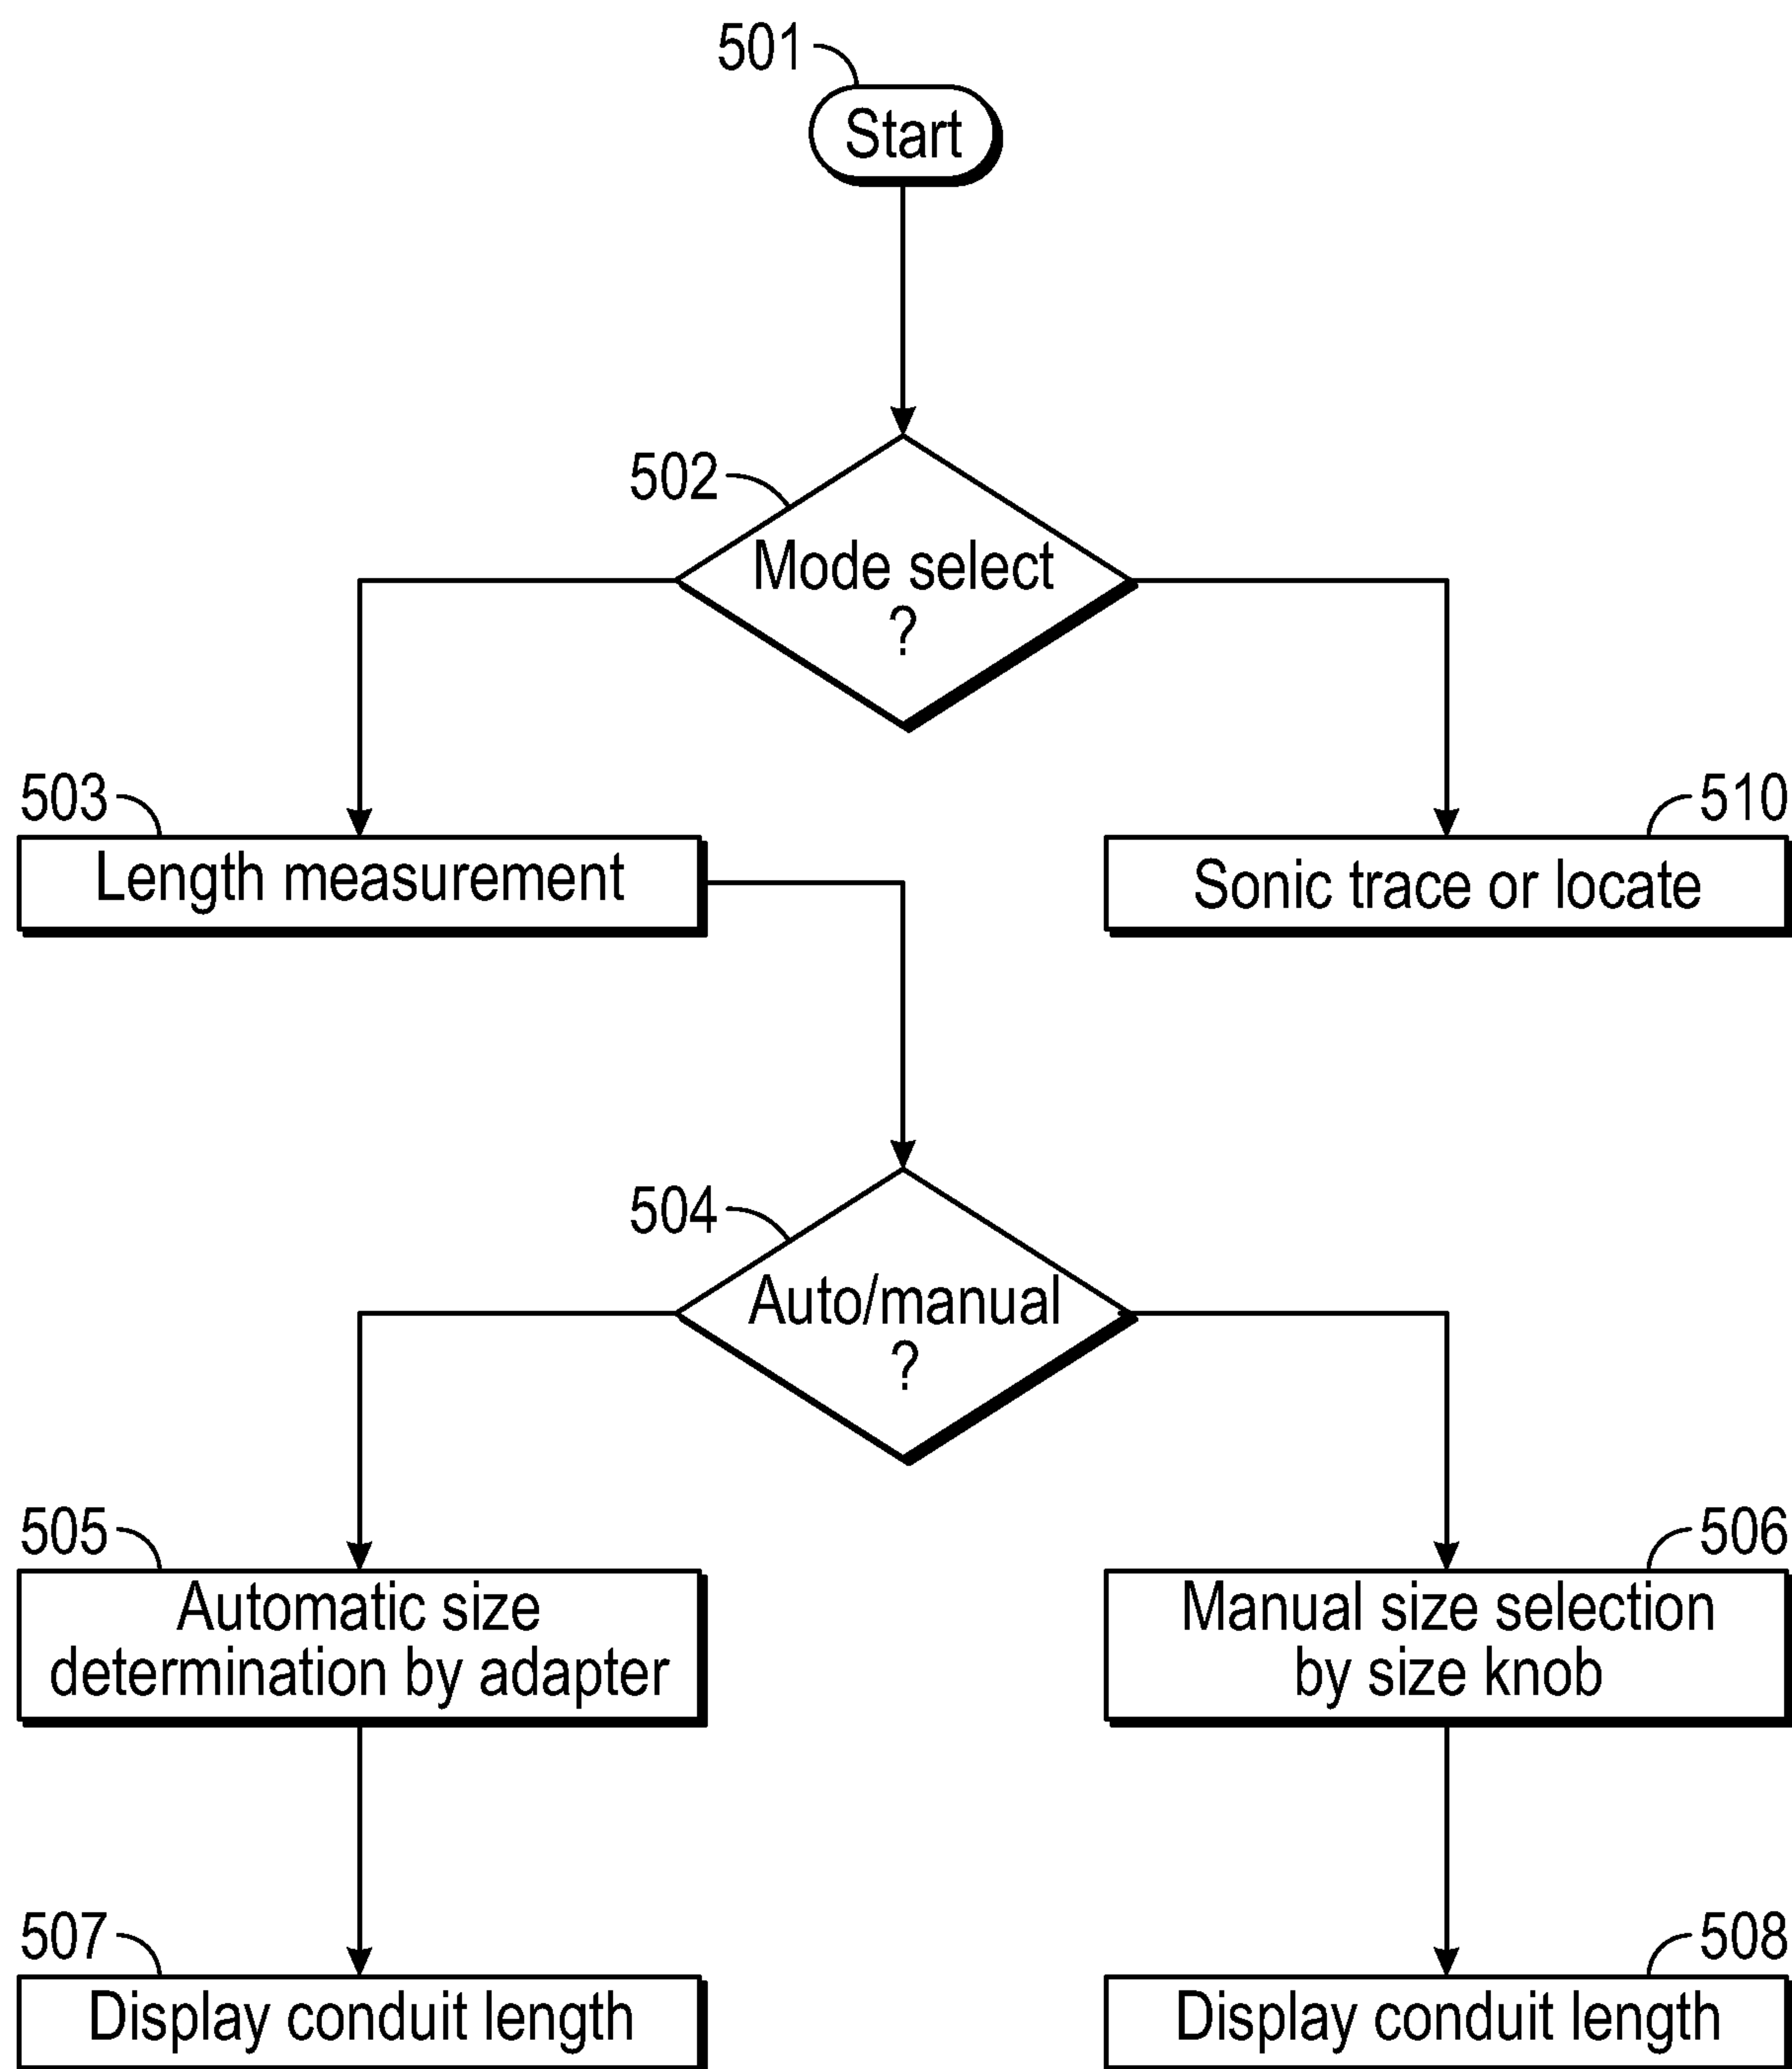 501
Start
502
Mode select
?
503
Length measurement
510
Sonic trace or locate
504
Auto/manual
?
505
Automatic size
determination by adapter
506
Manual size selection
by size knob
507
Display conduit length
508
Display conduit length